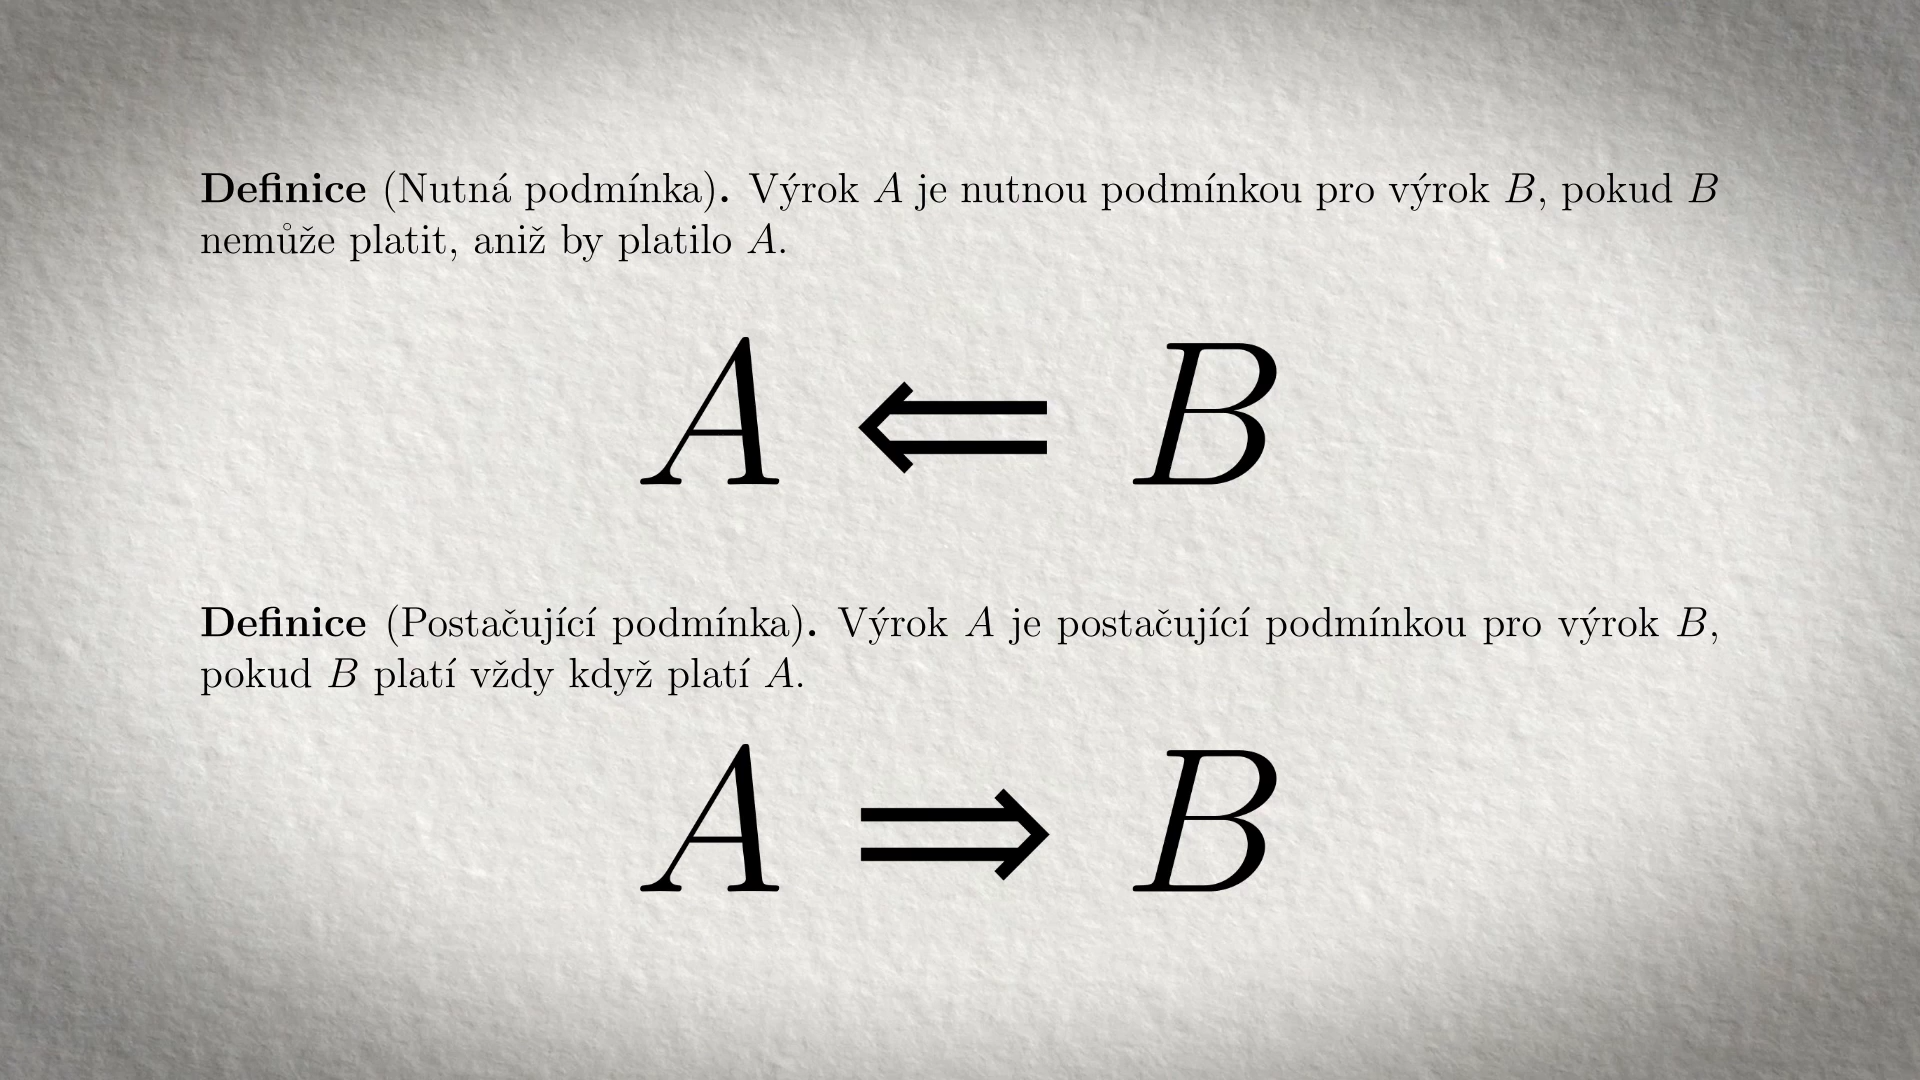 Definice (Nutná podmínka). Výrok A je nutnou podmínkou pro výrok B, pokud B
nemůže platit, aniž by platilo A.
A ⇐ B
Definice (Postačující podmínka). Výrok A je postačující podmínkou pro výrok B,
pokud B platí vždy když platí A.
A ⇒ B